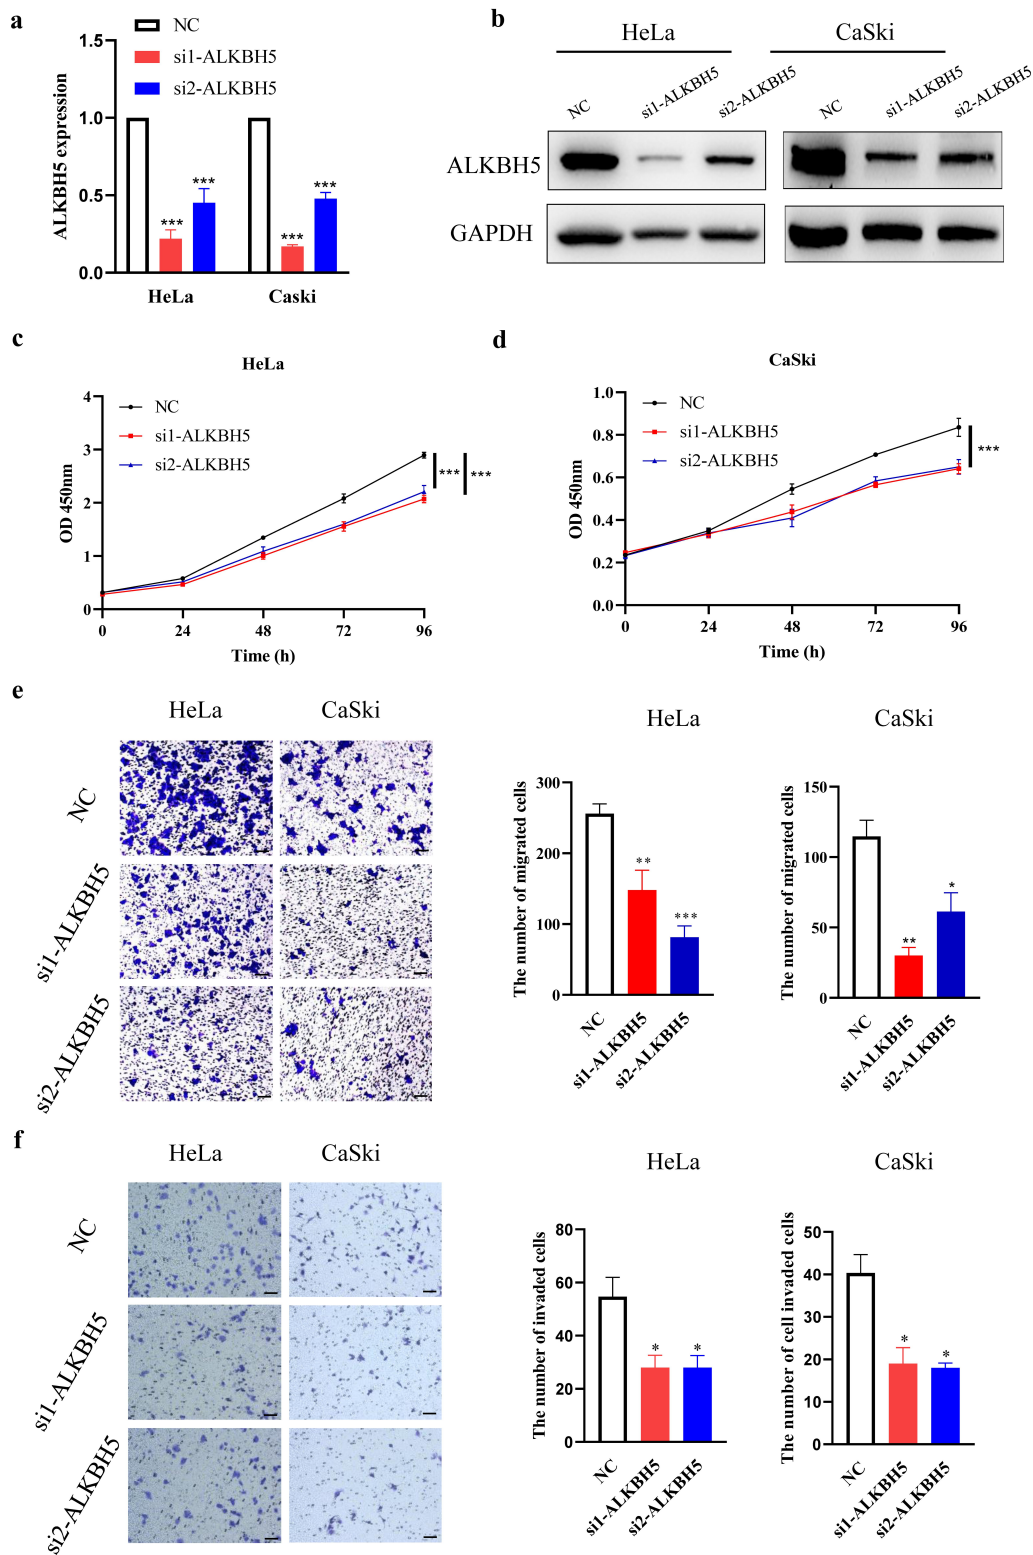 a
NC
si1-ALKBH5
si2-ALKBH5
ALKBH5 expression
1.5
1.0
0.5
0.0
***
***
***
***
HeLa
Caski
b
HeLa
CaSki
NC
si1-ALKBH5
si2-ALKBH5
NC
si1-ALKBH5
si2-ALKBH5
ALKBH5
GAPDH
c
HeLa
NC
si1-ALKBH5
si2-ALKBH5
OD 450nm
4
3
2
1
0
***
***
0
24
48
72
96
Time (h)
d
CaSki
NC
si1-ALKBH5
si2-ALKBH5
OD 450nm
1.0
0.8
0.6
0.4
0.2
0.0
***
0
24
48
72
96
Time (h)
e
HeLa
CaSki
NC
si1-ALKBH5
si2-ALKBH5
HeLa
The number of migrated cells
300
200
100
0
**
***
NC
si1-ALKBH5
si2-ALKBH5
CaSki
The number of migrated cells
150
100
50
0
**
*
NC
si1-ALKBH5
si2-ALKBH5
f
HeLa
CaSki
NC
si1-ALKBH5
si2-ALKBH5
HeLa
The number of invaded cells
80
60
40
20
0
*
*
NC
si1-ALKBH5
si2-ALKBH5
CaSki
The number of cell invaded cells
50
40
30
20
10
0
*
*
NC
si1-ALKBH5
si2-ALKBH5